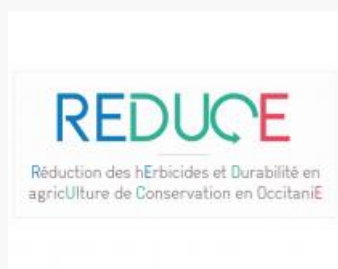 REDUCE
Réduction des hErbicides et Durabilité en
agricUlture de Conservation en OccitaniE